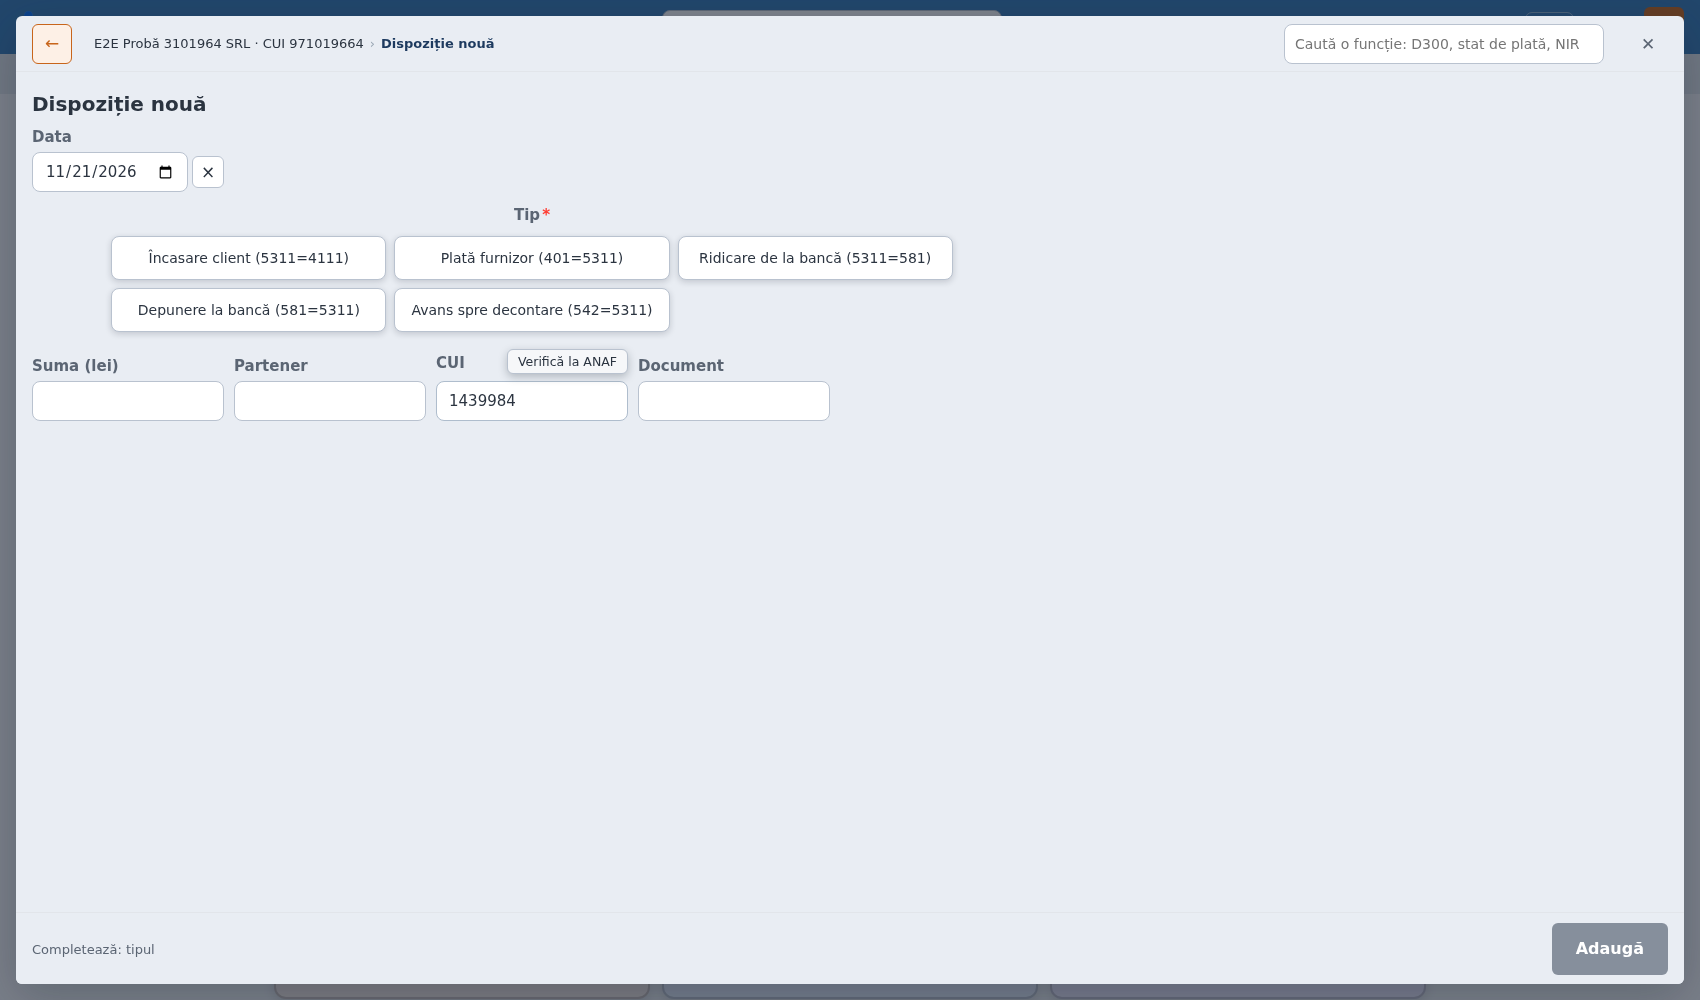 ← E2E Probă 3101964 SRL · CUI 971019664 › Dispoziție nouă Caută o funcție: D300, stat de plată, NIR ✕
Dispoziție nouă
Data
11/21/2026 ✕
Tip*
Încasare client (5311=4111) Plată furnizor (401=5311) Ridicare de la bancă (5311=581)
Depunere la bancă (581=5311) Avans spre decontare (542=5311)
Suma (lei) Partener CUI Verifică la ANAF Document
1439984
Completează: tipul Adaugă